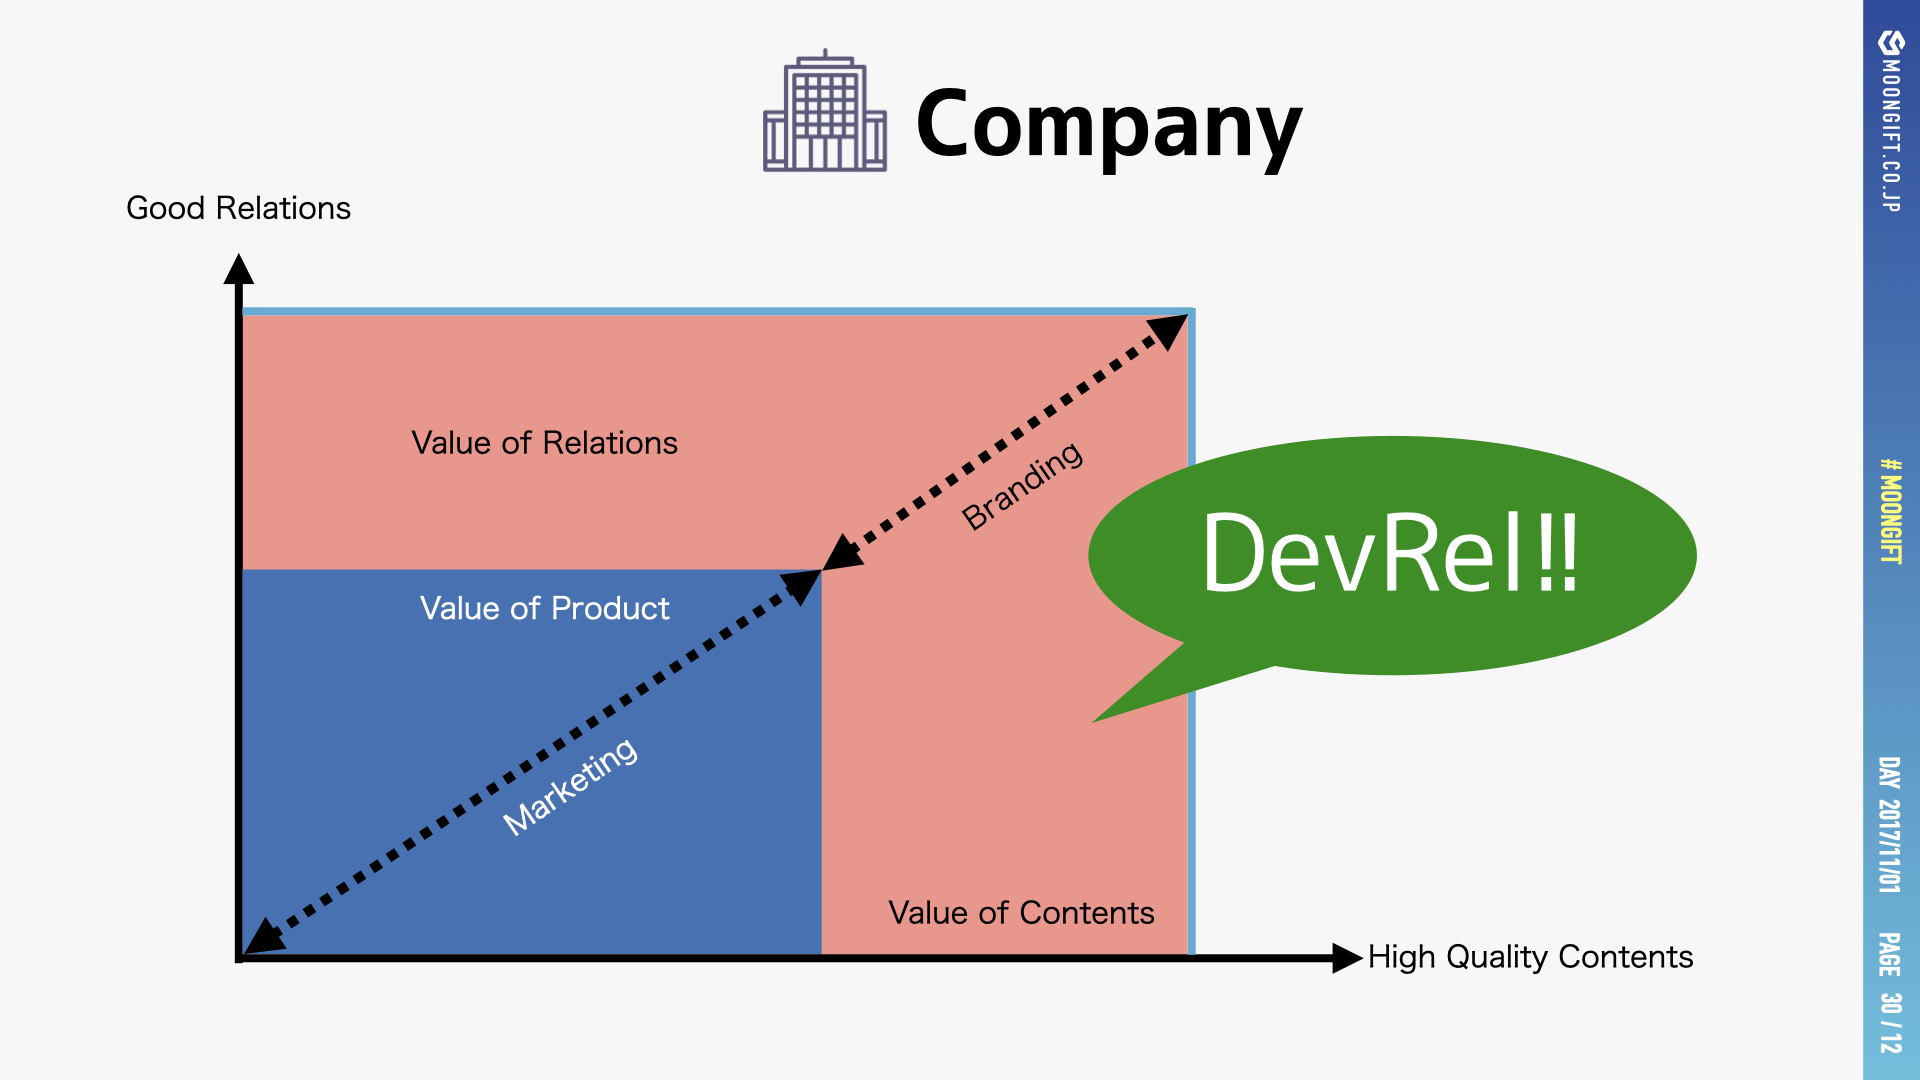 Company
Good Relations
Value of Relations
Branding
DevRel!!
Value of Product
Marketing
Value of Contents
High Quality Contents
MOONGIFT.CO.JP
# MOONGIFT
DAY 2017/11/01
PAGE 30 / 12